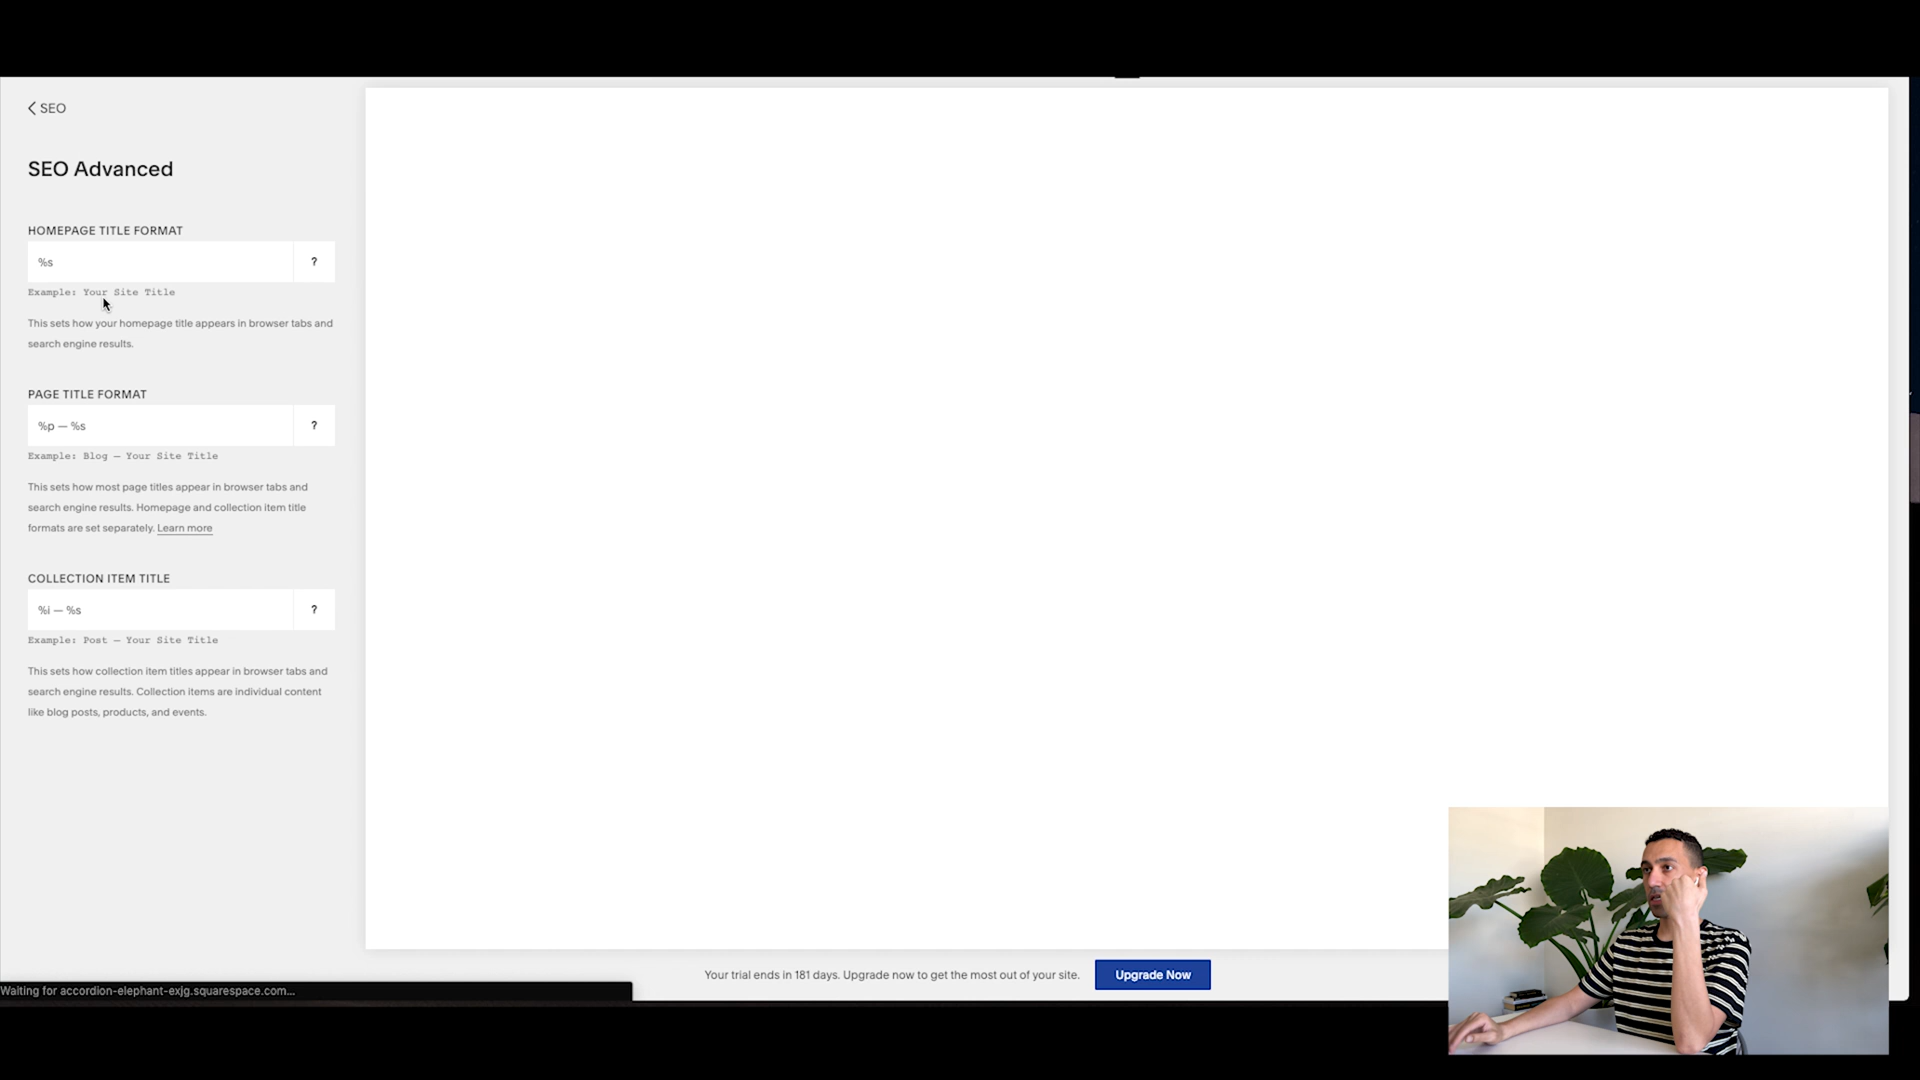 SEO
SEO Advanced
HOMEPAGE TITLE FORMAT
%s ?
Example: Your Site Title
This sets how your homepage title appears in browser tabs and
search engine results.
PAGE TITLE FORMAT
%p — %s ?
Example: Blog — Your Site Title
This sets how most page titles appear in browser tabs and
search engine results. Homepage and collection item title
formats are set separately. Learn more
COLLECTION ITEM TITLE
%i — %s ?
Example: Post — Your Site Title
This sets how collection item titles appear in browser tabs and
search engine results. Collection items are individual content
like blog posts, products, and events.
Your trial ends in 181 days. Upgrade now to get the most out of your site. Upgrade Now
Waiting for accordion-elephant-exjg.squarespace.com...